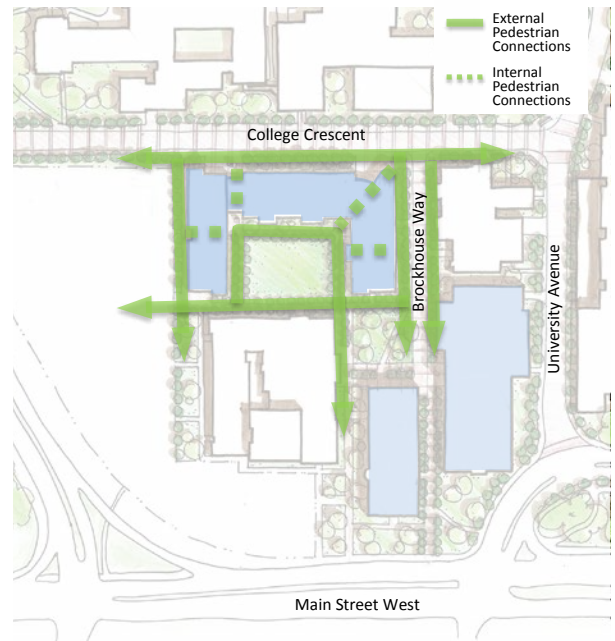 External
Pedestrian
Connections
Internal
Pedestrian
Connections
College Crescent
Brockhouse Way
University Avenue
Main Street West